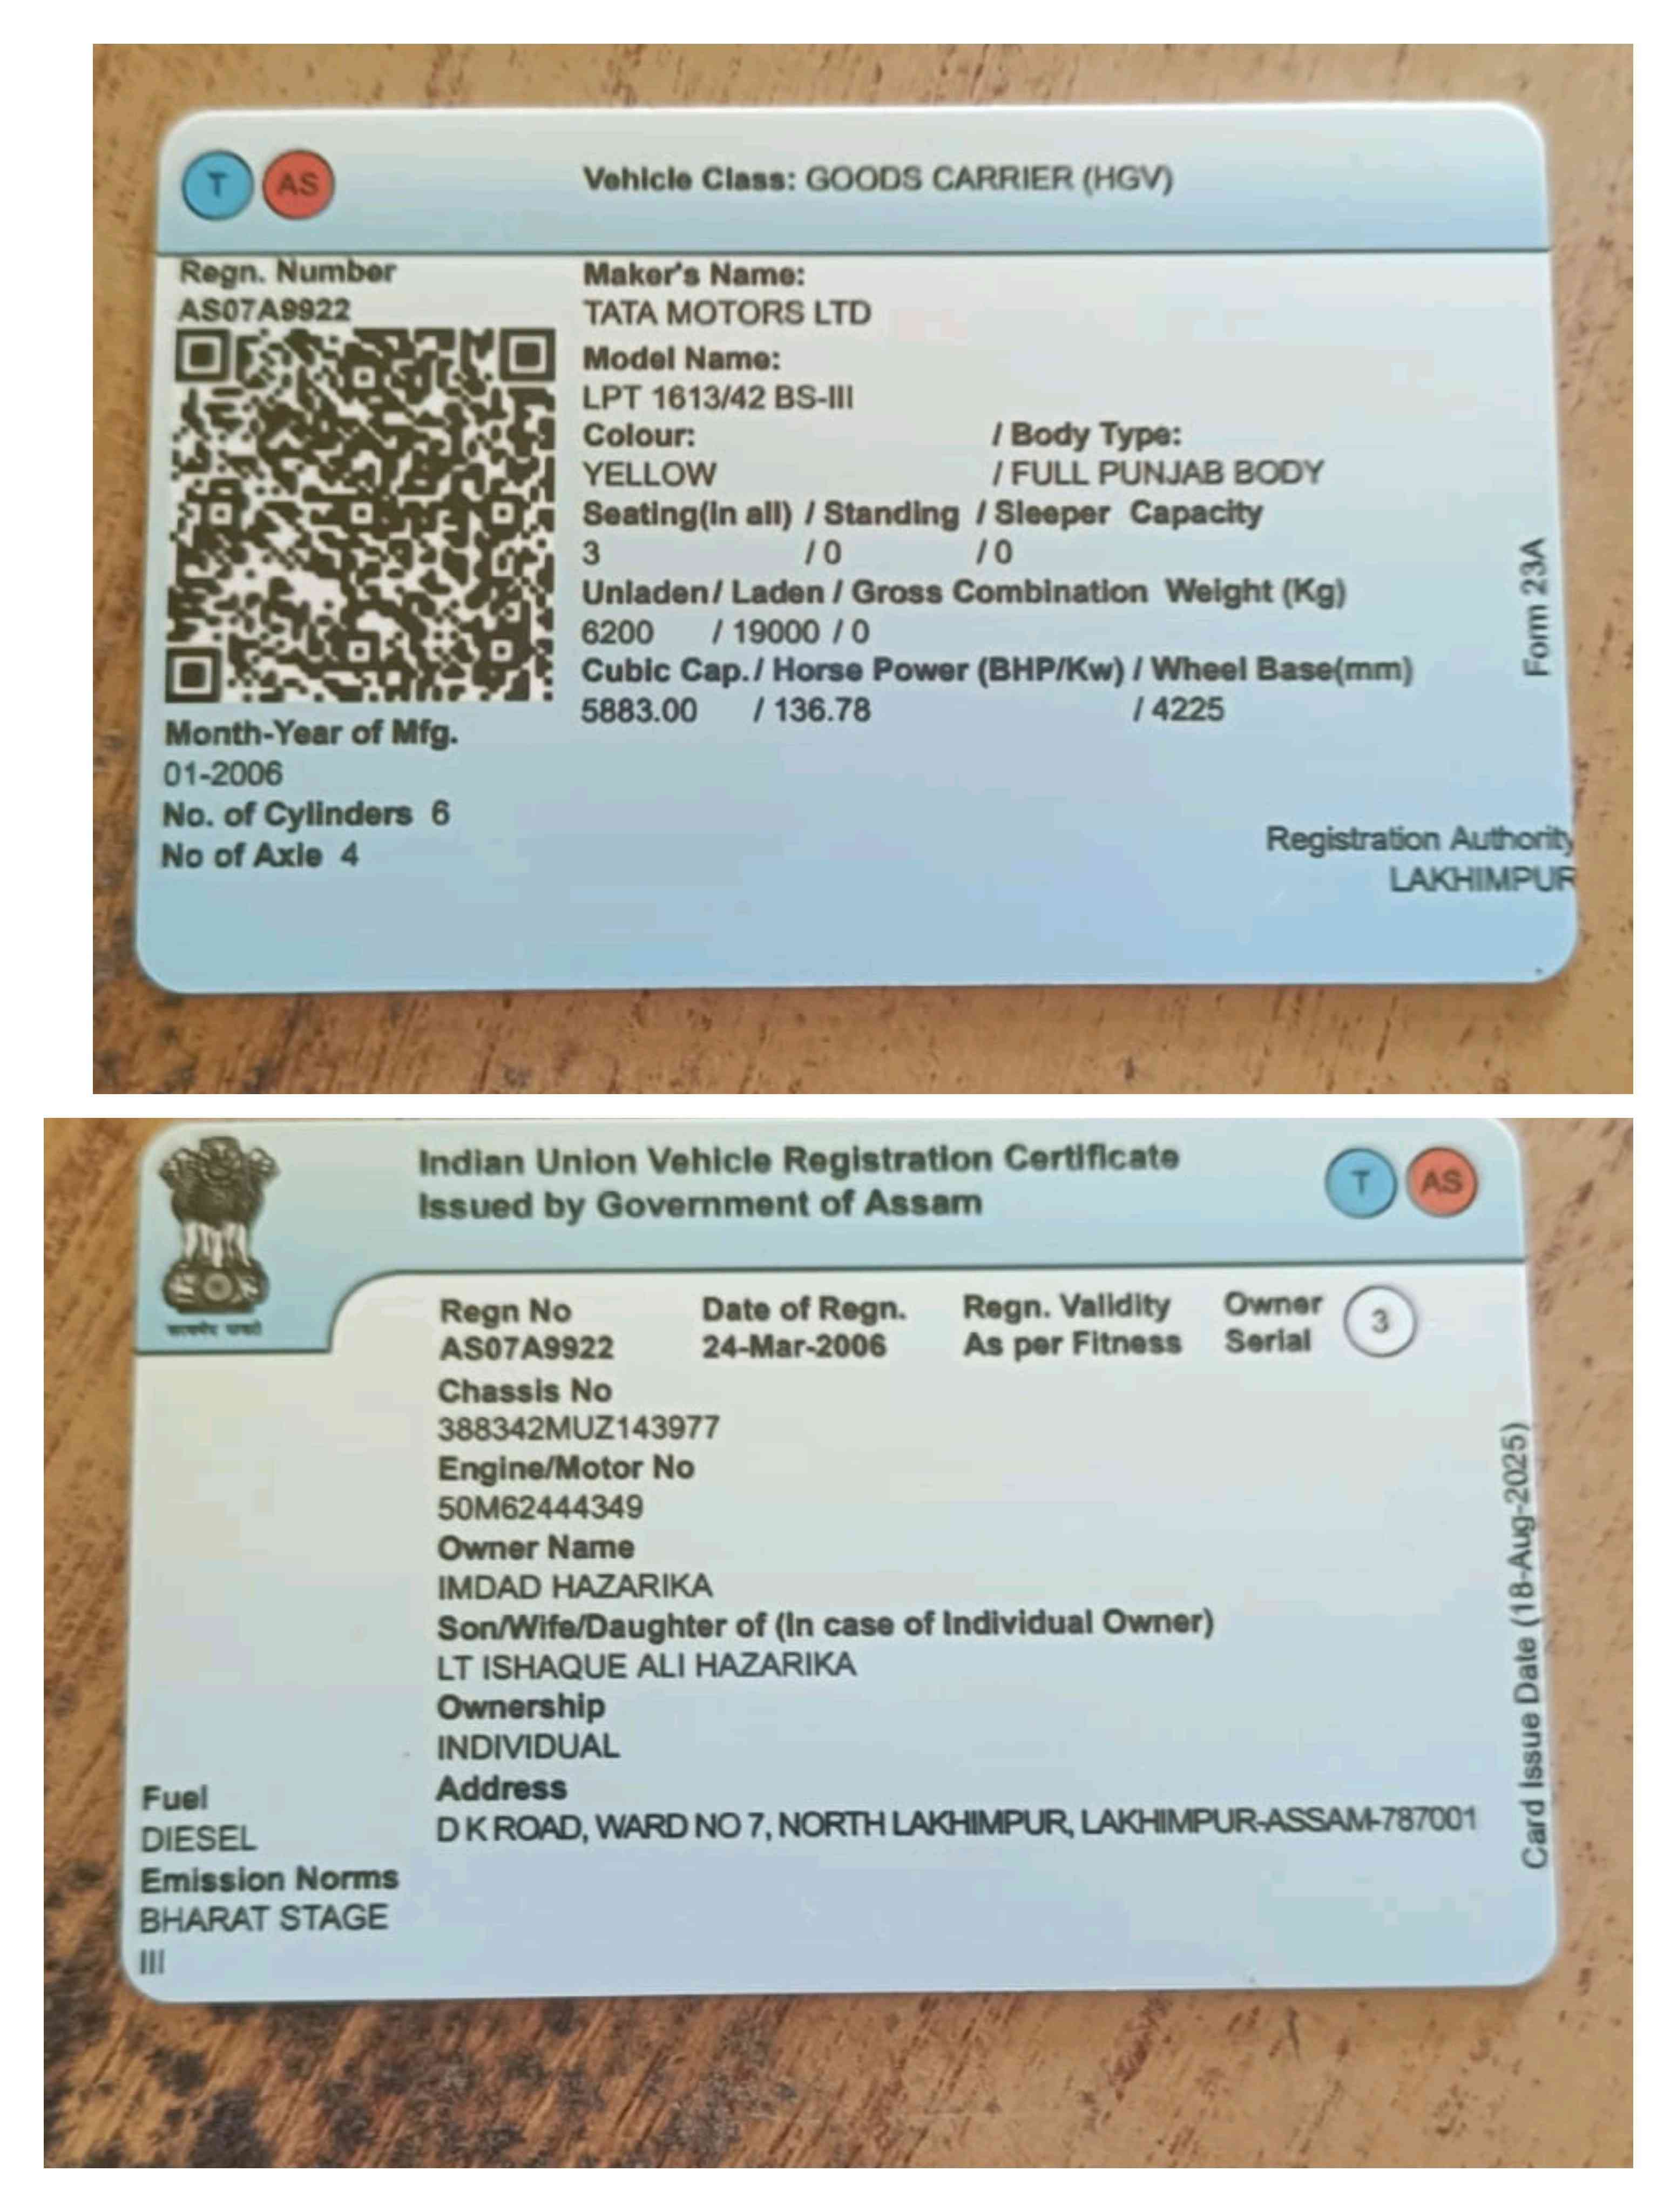 T AS Vehicle Class: GOODS CARRIER (HGV)
Regn. Number
AS07A9922
Maker's Name:
TATA MOTORS LTD
Model Name:
LPT 1613/42 BS-III
Colour: / Body Type:
YELLOW / FULL PUNJAB BODY
Seating(in all) / Standing / Sleeper Capacity
3 / 0 / 0
Unladen/ Laden / Gross Combination Weight (Kg)
6200 / 19000 / 0
Cubic Cap./ Horse Power (BHP/Kw) / Wheel Base(mm)
5883.00 / 136.78 / 4225
Month-Year of Mfg.
01-2006
No. of Cylinders 6
No of Axle 4
Form 23A
Registration Authority
LAKHIMPUR
Indian Union Vehicle Registration Certificate
Issued by Government of Assam
T AS
Regn No Date of Regn. Regn. Validity Owner
AS07A9922 24-Mar-2006 As per Fitness Serial 3
Chassis No
388342MUZ143977
Engine/Motor No
50M62444349
Owner Name
IMDAD HAZARIKA
Son/Wife/Daughter of (In case of Individual Owner)
LT ISHAQUE ALI HAZARIKA
Ownership
INDIVIDUAL
Address
D K ROAD, WARD NO 7, NORTH LAKHIMPUR, LAKHIMPUR-ASSAM-787001
Fuel
DIESEL
Emission Norms
BHARAT STAGE
III
Card Issue Date (18-Aug-2025)